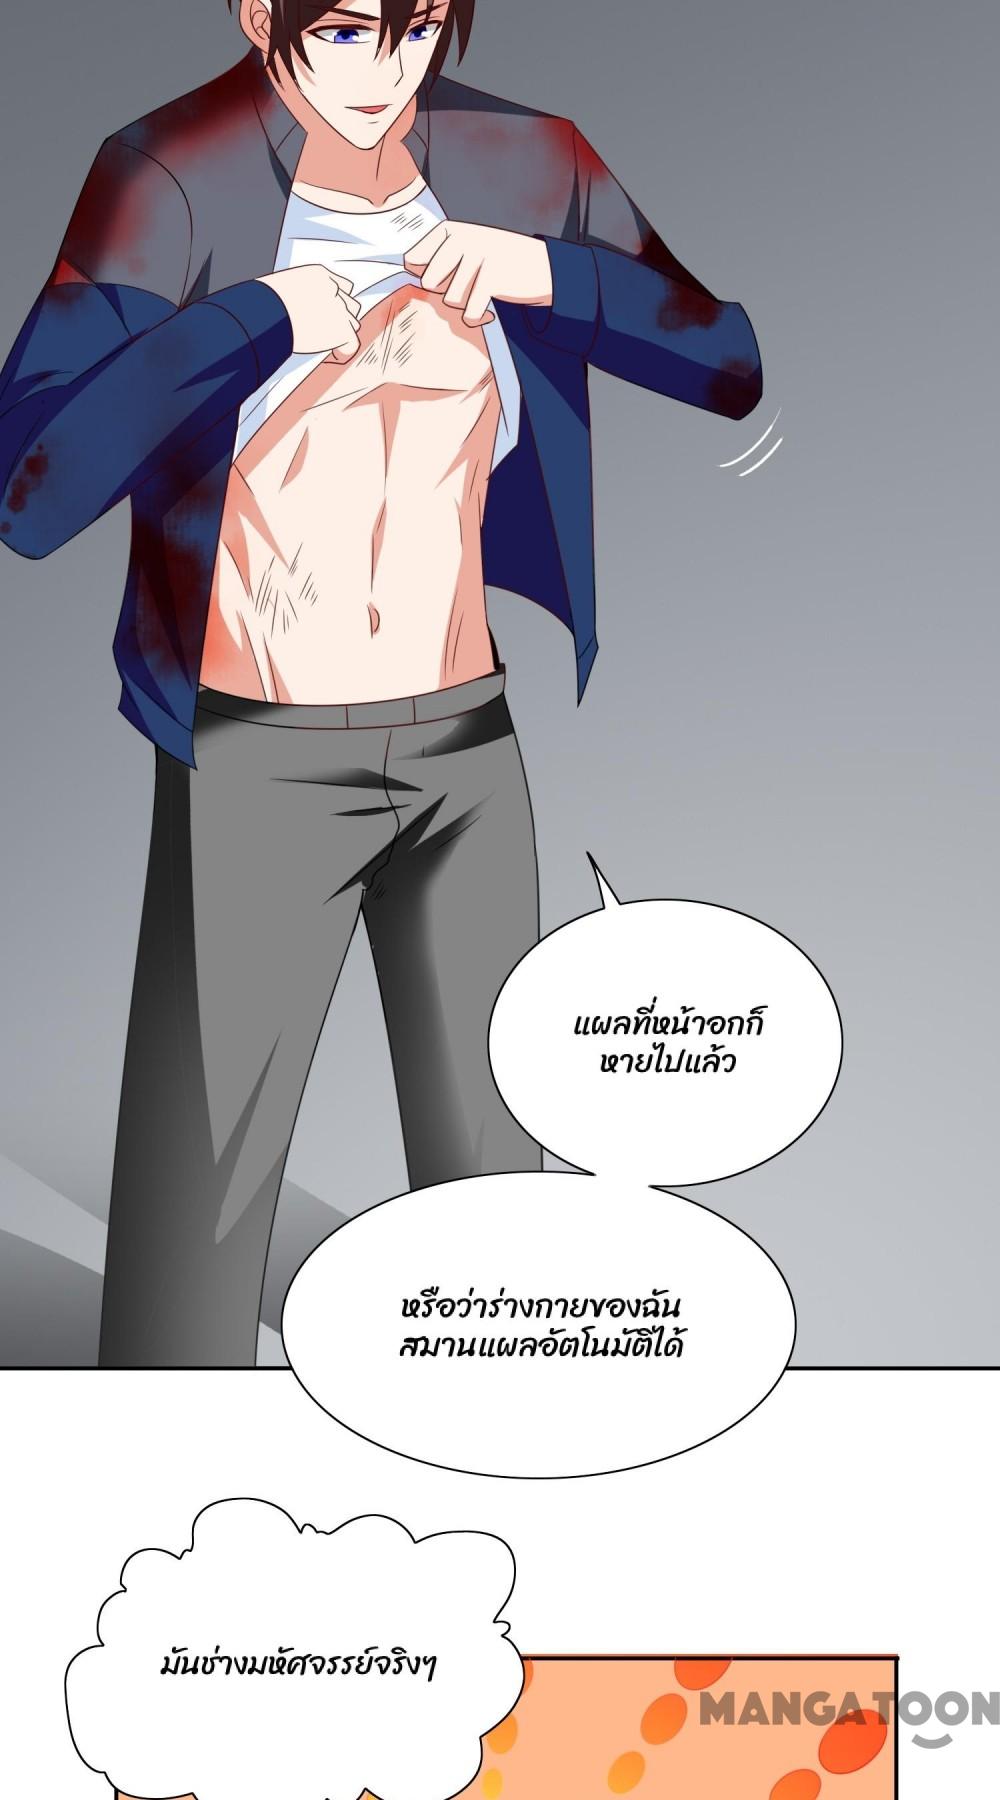 แผลที่หน้าอกก็
หายไปแล้ว
หรือว่าร่างกายของฉัน
สมานแผลอัตโนมัติได้
มันช่างมหัศจรรย์จริงๆ
MANGATOON